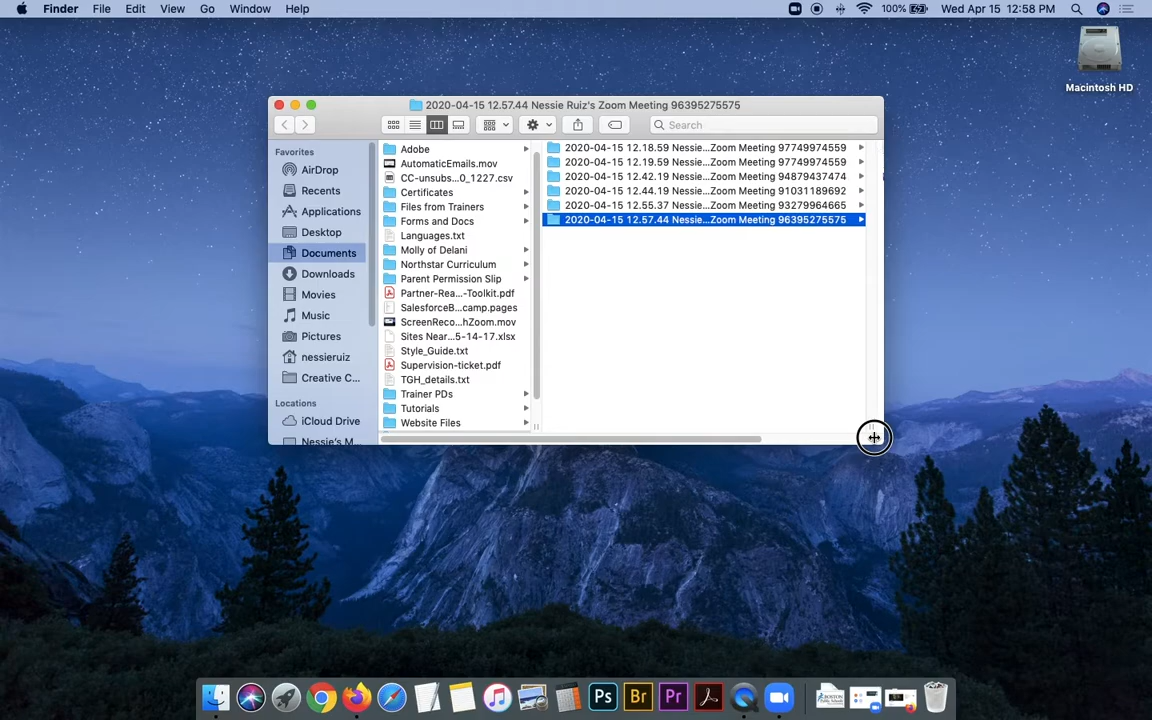 Finder File Edit View Go Window Help
100% Wed Apr 15 12:58 PM
Macintosh HD
2020-04-15 12.57.44 Nessie Ruiz's Zoom Meeting 96395275575
Search
Favorites
AirDrop
Recents
Applications
Desktop
Documents
Downloads
Movies
Music
Pictures
nessieruiz
Creative C...
Locations
iCloud Drive
Nessie's M...
Adobe
AutomaticEmails.mov
CC-unsubs...0_1227.csv
Certificates
Files from Trainers
Forms and Docs
Languages.txt
Molly of Delani
Northstar Curriculum
Parent Permission Slip
Partner-Rea...-Toolkit.pdf
SalesforceB...camp.pages
ScreenReco...hZoom.mov
Sites Near...5-14-17.xlsx
Style_Guide.txt
Supervision-ticket.pdf
TGH_details.txt
Trainer PDs
Tutorials
Website Files
2020-04-15 12.18.59 Nessie...Zoom Meeting 97749974559
2020-04-15 12.19.59 Nessie...Zoom Meeting 97749974559
2020-04-15 12.42.19 Nessie...Zoom Meeting 94879437474
2020-04-15 12.44.19 Nessie...Zoom Meeting 91031189692
2020-04-15 12.55.37 Nessie...Zoom Meeting 93279964665
2020-04-15 12.57.44 Nessie...Zoom Meeting 96395275575
Ps
Br
Pr